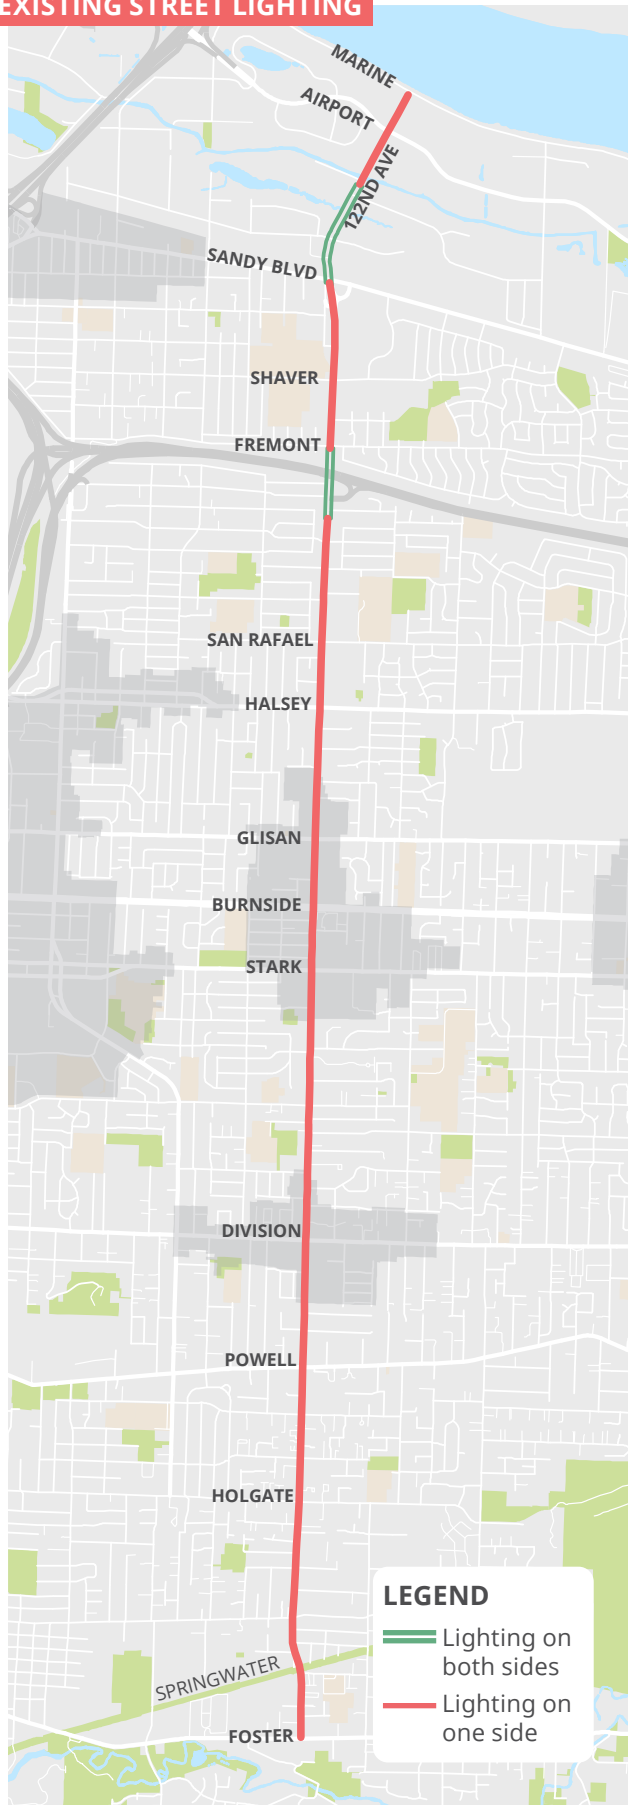 EXISTING STREET LIGHTING
MARINE
AIRPORT
122ND AVE
SANDY BLVD
SHAVER
FREMONT
SAN RAFAEL
HALSEY
GLISAN
BURNSIDE
STARK
DIVISION
POWELL
HOLGATE
SPRINGWATER
FOSTER
LEGEND
Lighting on
both sides
Lighting on
one side